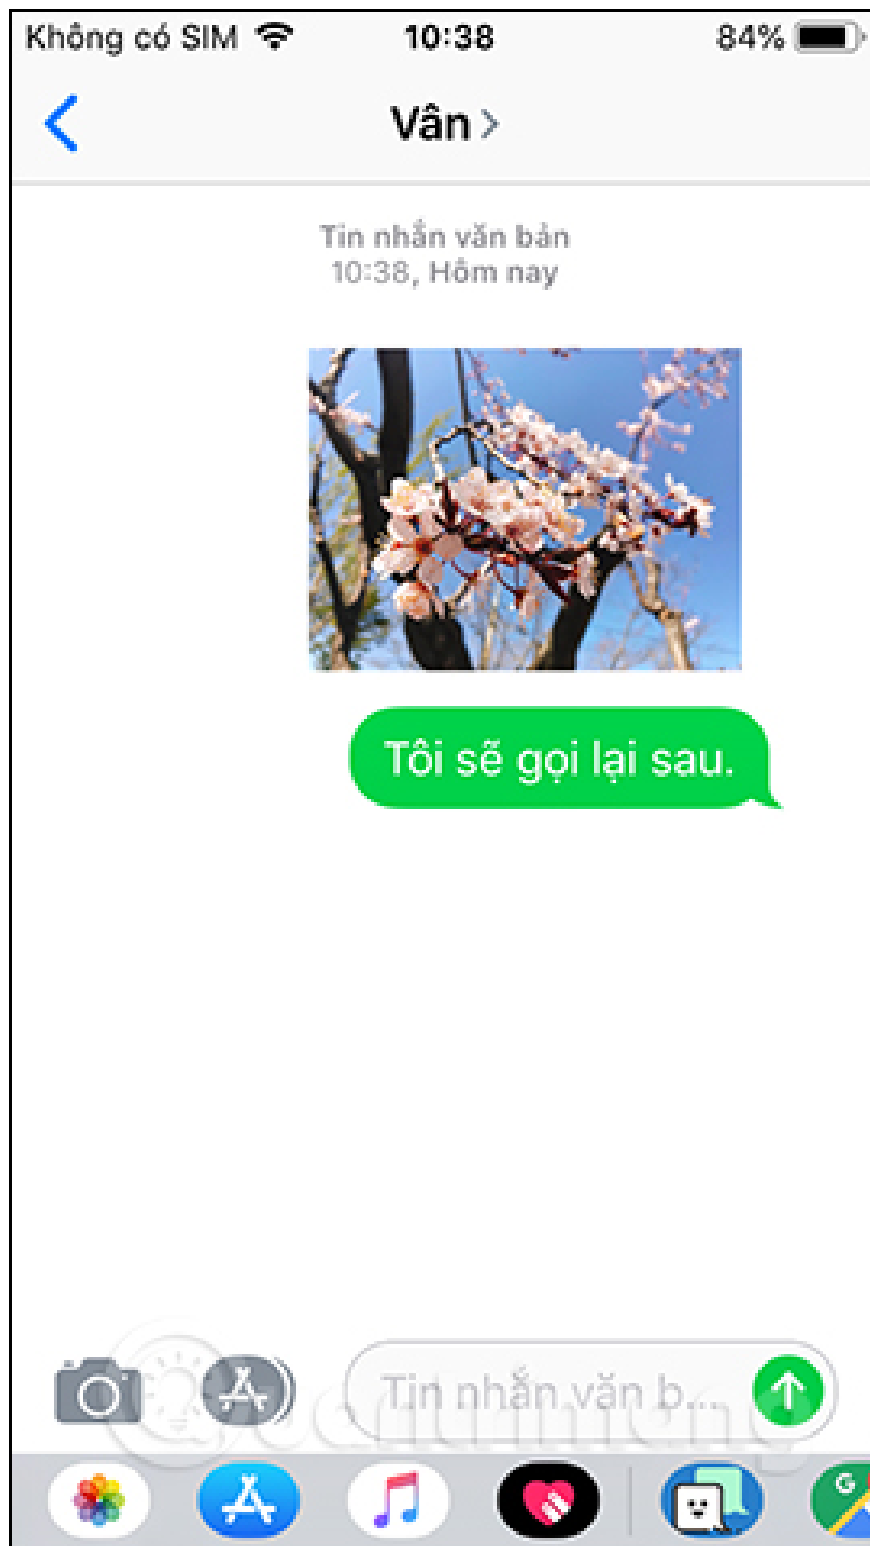 Không có SIM 10:38 84%
Vân
Tin nhắn văn bản
10:38, Hôm nay
Tôi sẽ gọi lại sau.
Tin nhắn văn b...
Quantrimang
G